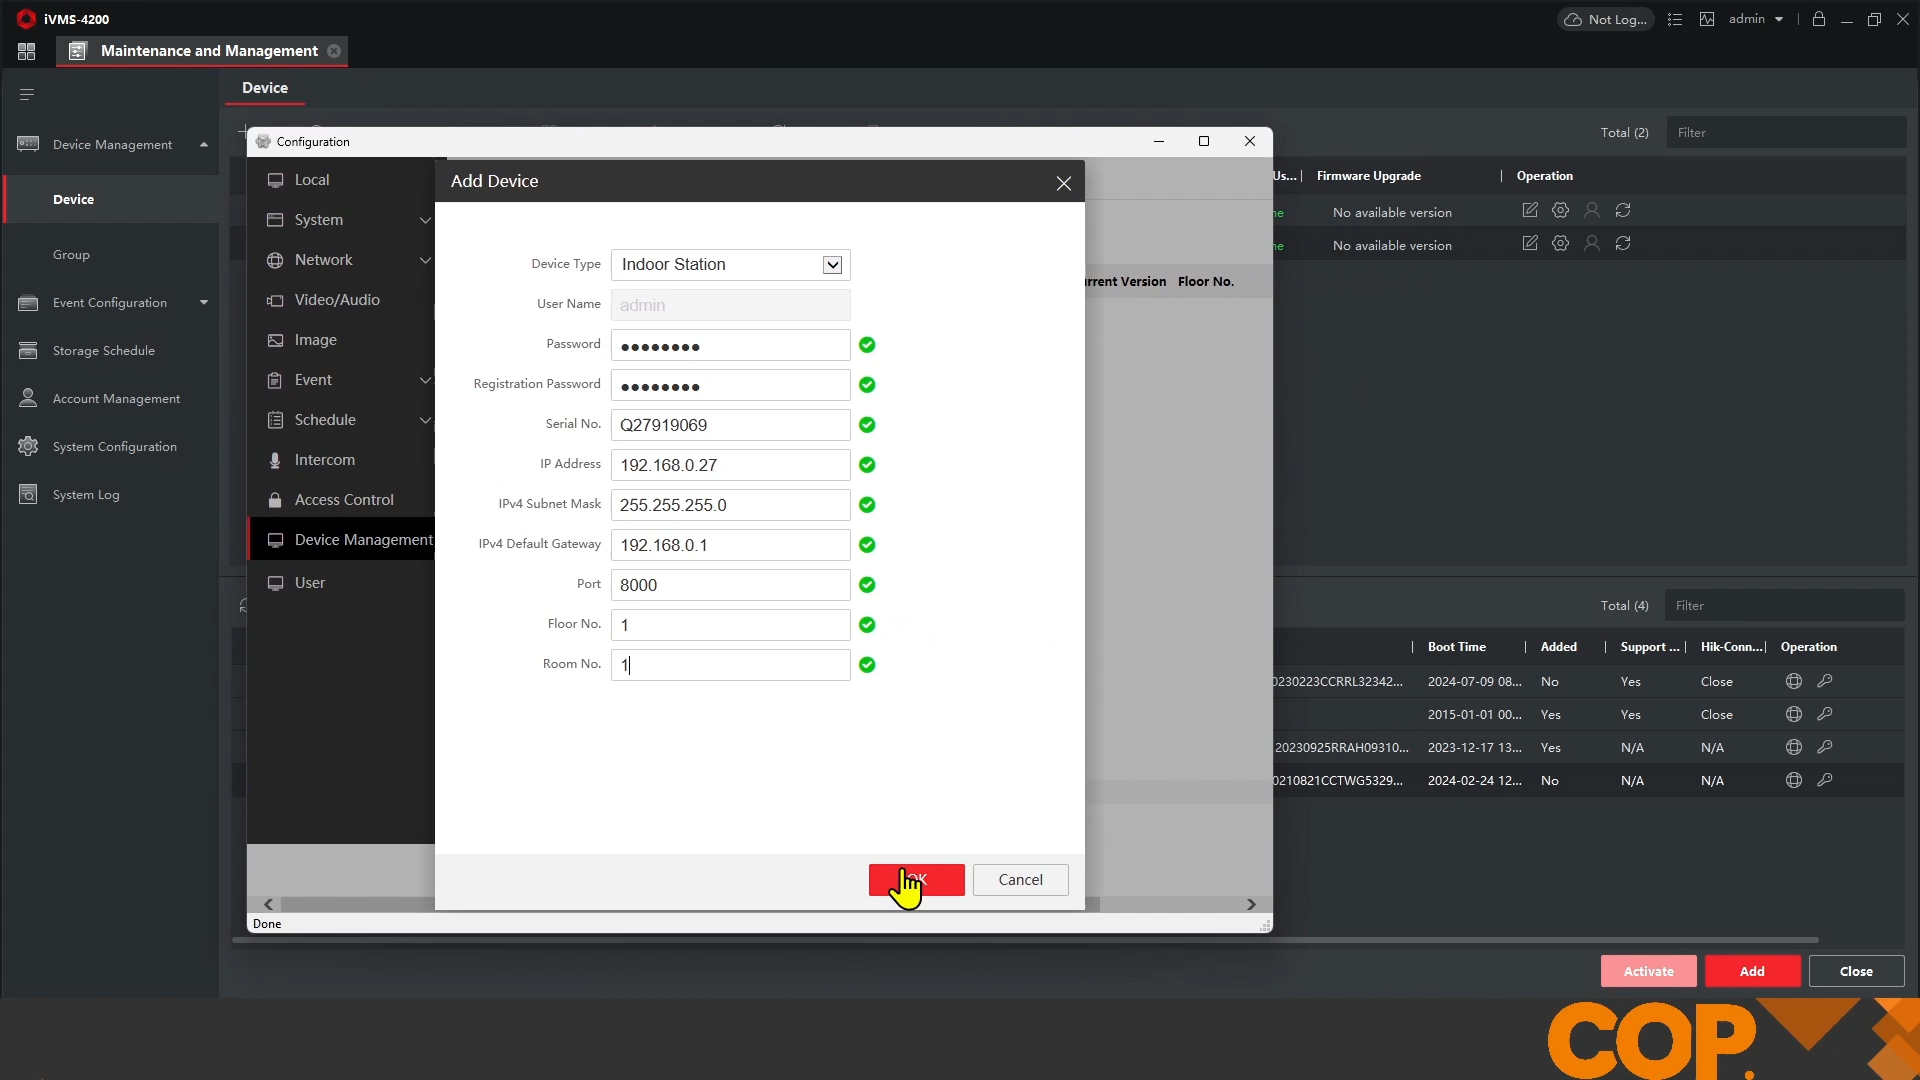 iVMS-4200
Not Log...
admin
Maintenance and Management
Device
Device Management
Device
Group
Event Configuration
Storage Schedule
Account Management
System Configuration
System Log
Total (2)
Filter
Us...
Firmware Upgrade
Operation
ne
No available version
ne
No available version
Configuration
Local
System
Network
Video/Audio
Image
Event
Schedule
Intercom
Access Control
Device Management
User
urrent Version
Floor No.
Add Device
Device Type
Indoor Station
User Name
admin
Password
●●●●●●●●
Registration Password
●●●●●●●●
Serial No.
Q27919069
IP Address
192.168.0.27
IPv4 Subnet Mask
255.255.255.0
IPv4 Default Gateway
192.168.0.1
Port
8000
Floor No.
1
Room No.
1
Cancel
Done
Total (4)
Filter
Boot Time
Added
Support ...
Hik-Conn...
Operation
0230223CCRRL32342...
2024-07-09 08...
No
Yes
Close
2015-01-01 00...
Yes
Yes
Close
20230925RRAH09310...
2023-12-17 13...
Yes
N/A
N/A
0210821CCTWG5329...
2024-02-24 12...
No
N/A
N/A
Activate
Add
Close
COP.